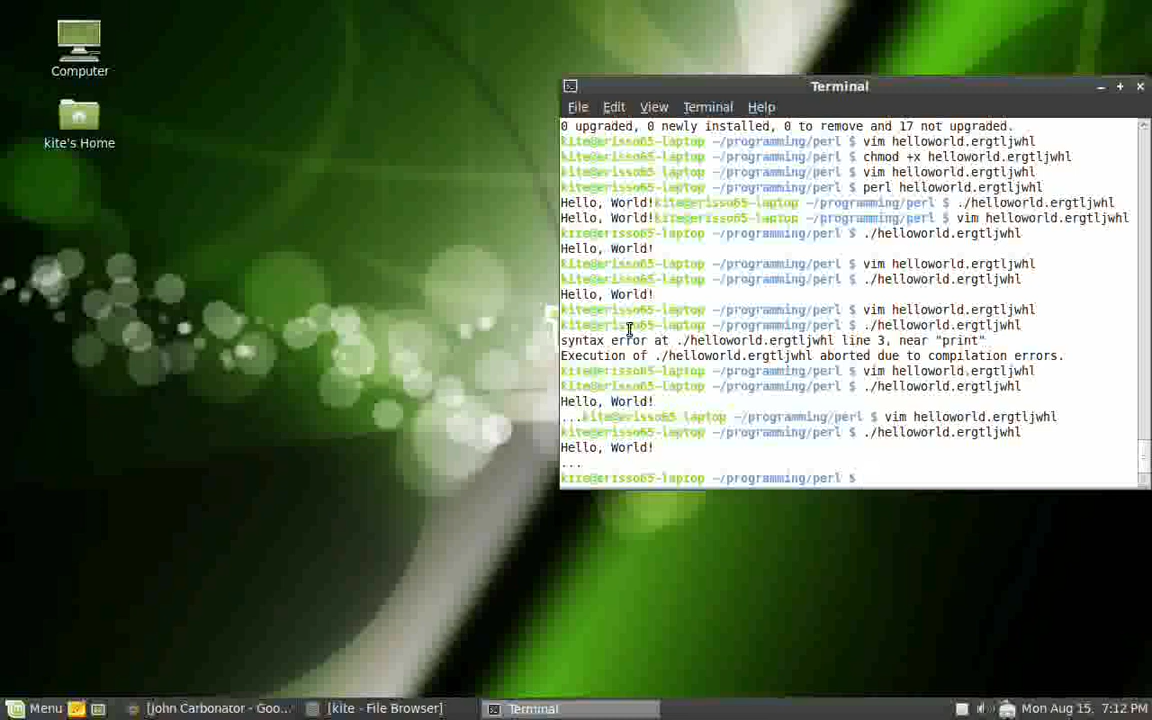 Computer
kite's Home
Terminal
File Edit View Terminal Help
0 upgraded, 0 newly installed, 0 to remove and 17 not upgraded.
kite@erisso65-laptop ~/programming/perl $ vim helloworld.ergtljwhl
kite@erisso65-laptop ~/programming/perl $ chmod +x helloworld.ergtljwhl
kite@erisso65-laptop ~/programming/perl $ vim helloworld.ergtljwhl
kite@erisso65-laptop ~/programming/perl $ perl helloworld.ergtljwhl
Hello, World!kite@erisso65-laptop ~/programming/perl $ ./helloworld.ergtljwhl
Hello, World!kite@erisso65-laptop ~/programming/perl $ vim helloworld.ergtljwhl
kite@erisso65-laptop ~/programming/perl $ ./helloworld.ergtljwhl
Hello, World!
kite@erisso65-laptop ~/programming/perl $ vim helloworld.ergtljwhl
kite@erisso65-laptop ~/programming/perl $ ./helloworld.ergtljwhl
Hello, World!
kite@erisso65-laptop ~/programming/perl $ vim helloworld.ergtljwhl
kite@erisso65-laptop ~/programming/perl $ ./helloworld.ergtljwhl
syntax error at ./helloworld.ergtljwhl line 3, near "print"
Execution of ./helloworld.ergtljwhl aborted due to compilation errors.
kite@erisso65-laptop ~/programming/perl $ vim helloworld.ergtljwhl
kite@erisso65-laptop ~/programming/perl $ ./helloworld.ergtljwhl
Hello, World!
...kite@erisso65-laptop ~/programming/perl $ vim helloworld.ergtljwhl
kite@erisso65-laptop ~/programming/perl $ ./helloworld.ergtljwhl
Hello, World!
...
kite@erisso65-laptop ~/programming/perl $
Menu [John Carbonator - Goo... [kite - File Browser] Terminal Mon Aug 15, 7:12 PM